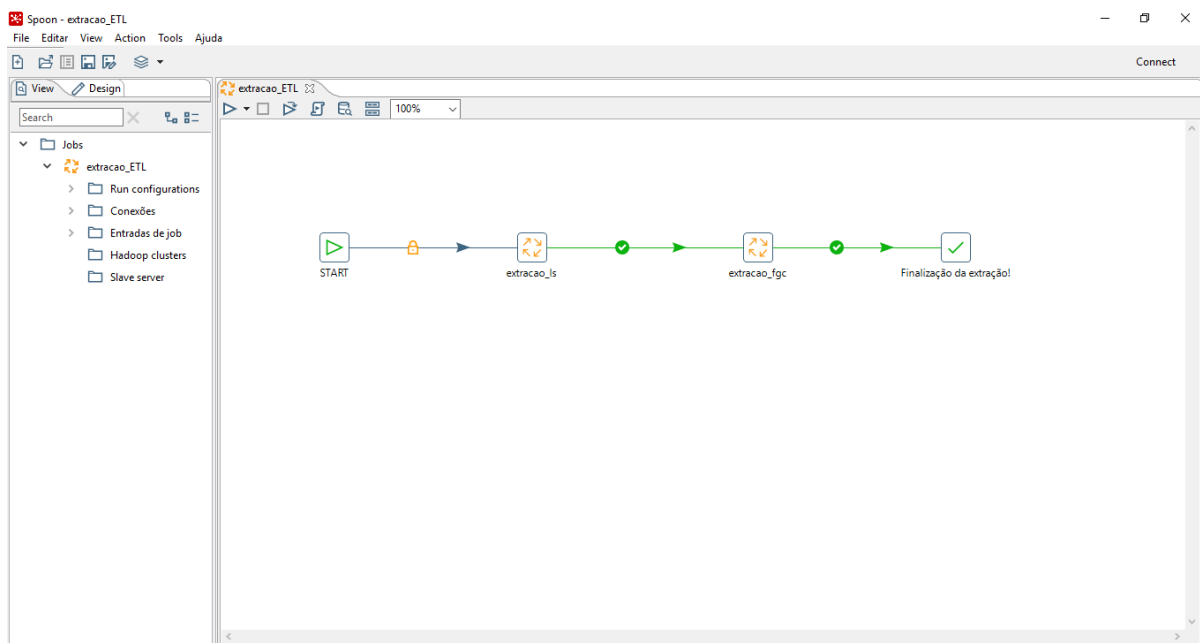 Spoon - extracao_ETL
File Editar View Action Tools Ajuda
Connect
View Design
extracao_ETL
100%
Search
Jobs
extracao_ETL
Run configurations
Conexões
Entradas de job
Hadoop clusters
Slave server
START extracao_ls extracao_fgc Finalização da extração!